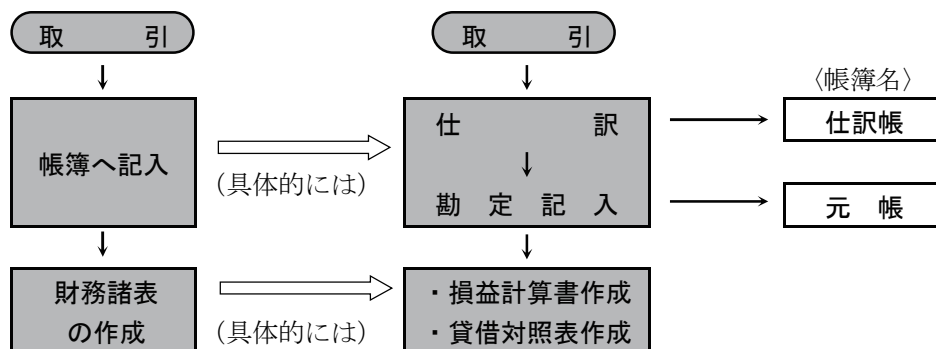 取 引
取 引
〈帳簿名〉
帳簿へ記入
(具体的には)
仕 訳
仕訳帳
勘 定 記 入
元 帳
財務諸表
の作成
(具体的には)
・損益計算書作成
・貸借対照表作成